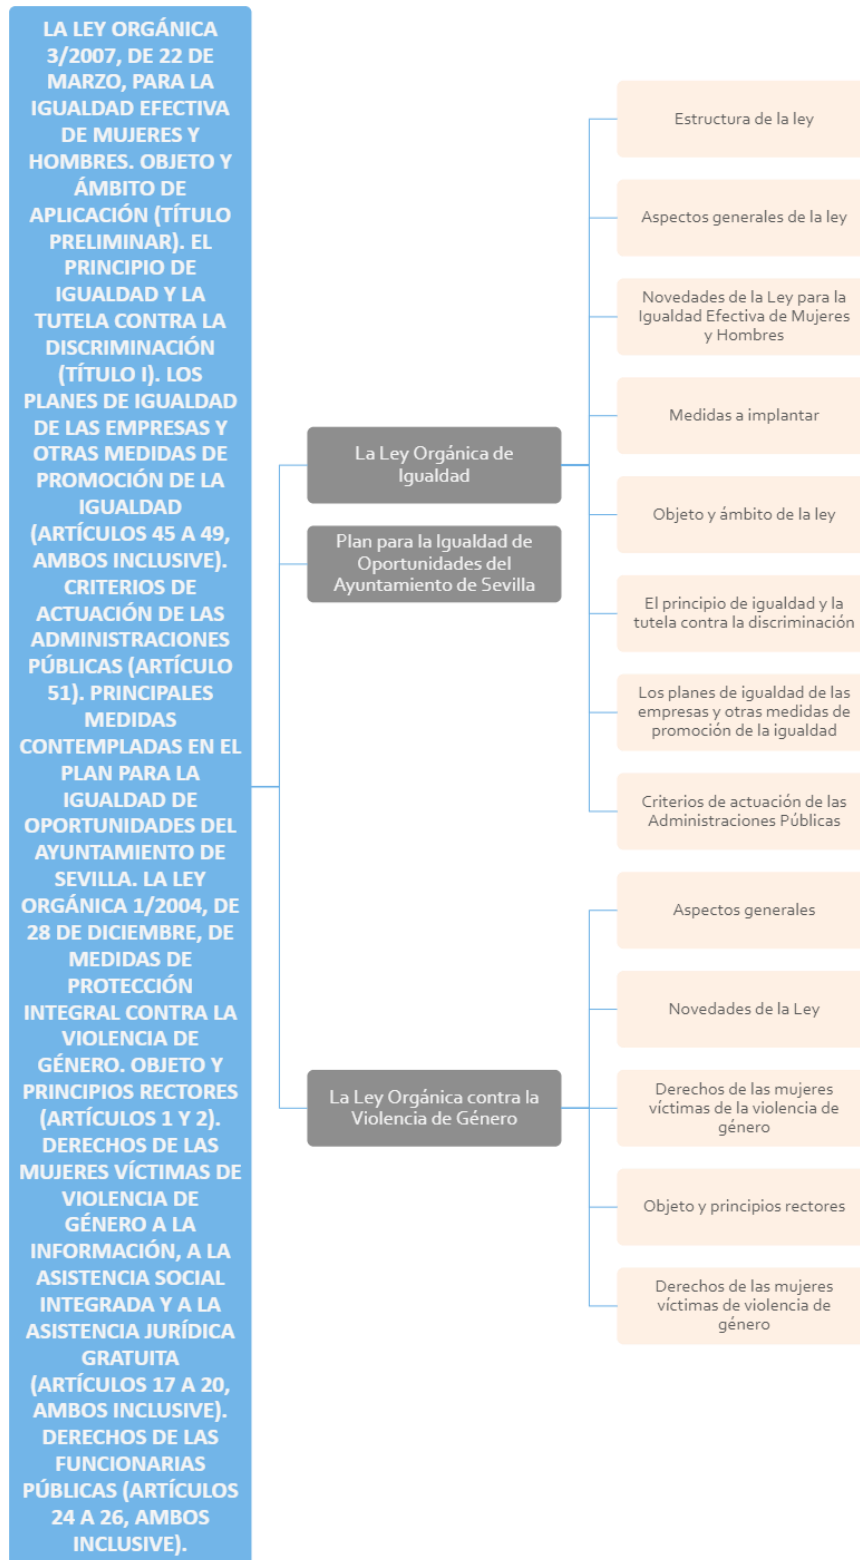 LA LEY ORGÁNICA
3/2007, DE 22 DE
MARZO, PARA LA
IGUALDAD EFECTIVA
DE MUJERES Y
HOMBRES. OBJETO Y
ÁMBITO DE
APLICACIÓN (TÍTULO
PRELIMINAR). EL
PRINCIPIO DE
IGUALDAD Y LA
TUTELA CONTRA LA
DISCRIMINACIÓN
(TÍTULO I). LOS
PLANES DE IGUALDAD
DE LAS EMPRESAS Y
OTRAS MEDIDAS DE
PROMOCIÓN DE LA
IGUALDAD
(ARTÍCULOS 45 A 49,
AMBOS INCLUSIVE).
CRITERIOS DE
ACTUACIÓN DE LAS
ADMINISTRACIONES
PÚBLICAS (ARTÍCULO
51). PRINCIPALES
MEDIDAS
CONTEMPLADAS EN EL
PLAN PARA LA
IGUALDAD DE
OPORTUNIDADES DEL
AYUNTAMIENTO DE
SEVILLA. LA LEY
ORGÁNICA 1/2004, DE
28 DE DICIEMBRE, DE
MEDIDAS DE
PROTECCIÓN
INTEGRAL CONTRA LA
VIOLENCIA DE
GÉNERO. OBJETO Y
PRINCIPIOS RECTORES
(ARTÍCULOS 1 Y 2).
DERECHOS DE LAS
MUJERES VÍCTIMAS DE
VIOLENCIA DE
GÉNERO A LA
INFORMACIÓN, A LA
ASISTENCIA SOCIAL
INTEGRADA Y A LA
ASISTENCIA JURÍDICA
GRATUITA
(ARTÍCULOS 17 A 20,
AMBOS INCLUSIVE).
DERECHOS DE LAS
FUNCIONARIAS
PÚBLICAS (ARTÍCULOS
24 A 26, AMBOS
INCLUSIVE).
La Ley Orgánica de
Igualdad
Estructura de la ley
Aspectos generales de la ley
Novedades de la Ley para la
Igualdad Efectiva de Mujeres
y Hombres
Medidas a implantar
Objeto y ámbito de la ley
El principio de igualdad y la
tutela contra la discriminación
Los planes de igualdad de las
empresas y otras medidas de
promoción de la igualdad
Criterios de actuación de las
Administraciones Públicas
Plan para la Igualdad de
Oportunidades del
Ayuntamiento de Sevilla
La Ley Orgánica contra la
Violencia de Género
Aspectos generales
Novedades de la Ley
Derechos de las mujeres
víctimas de la violencia de
género
Objeto y principios rectores
Derechos de las mujeres
víctimas de violencia de
género